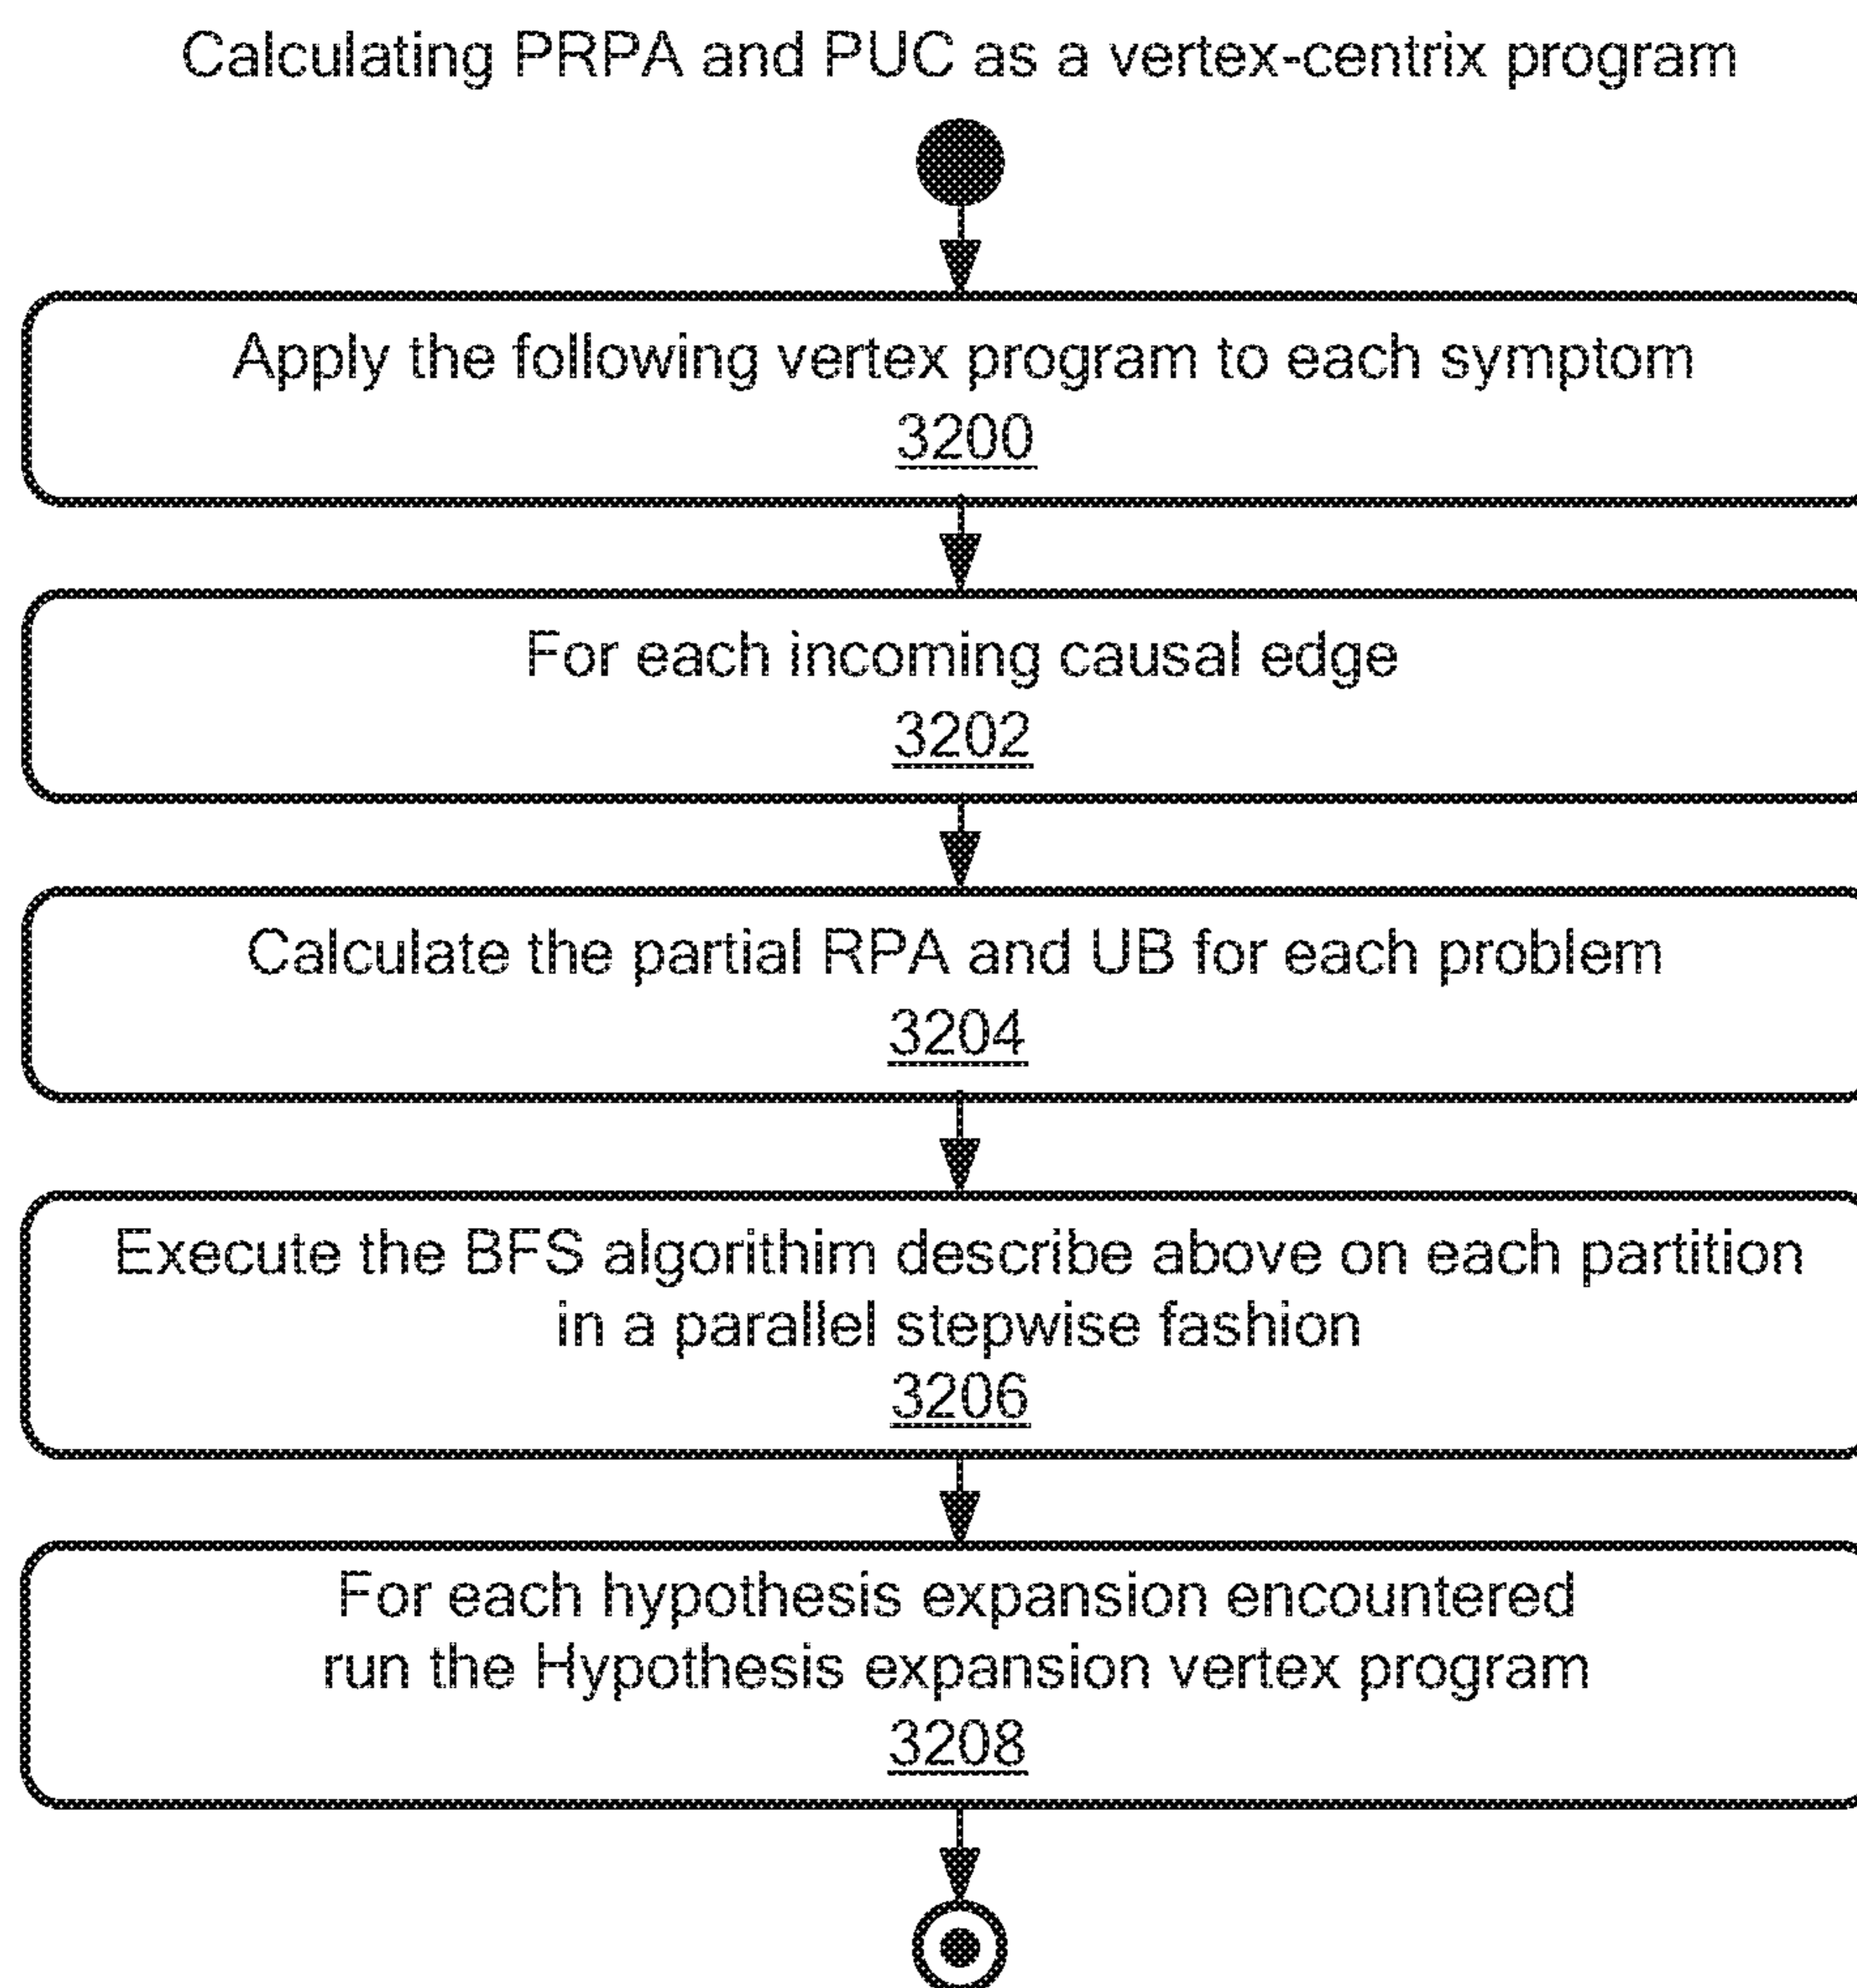 Calculating PRPA and PUC as a vertex-centrix program
Apply the following vertex program to each symptom
3200
For each incoming causal edge
3202
Calculate the partial RPA and UB for each problem
3204
Execute the BFS algorithim describe above on each partition
in a parallel stepwise fashion
3206
For each hypothesis expansion encountered
run the Hypothesis expansion vertex program
3208